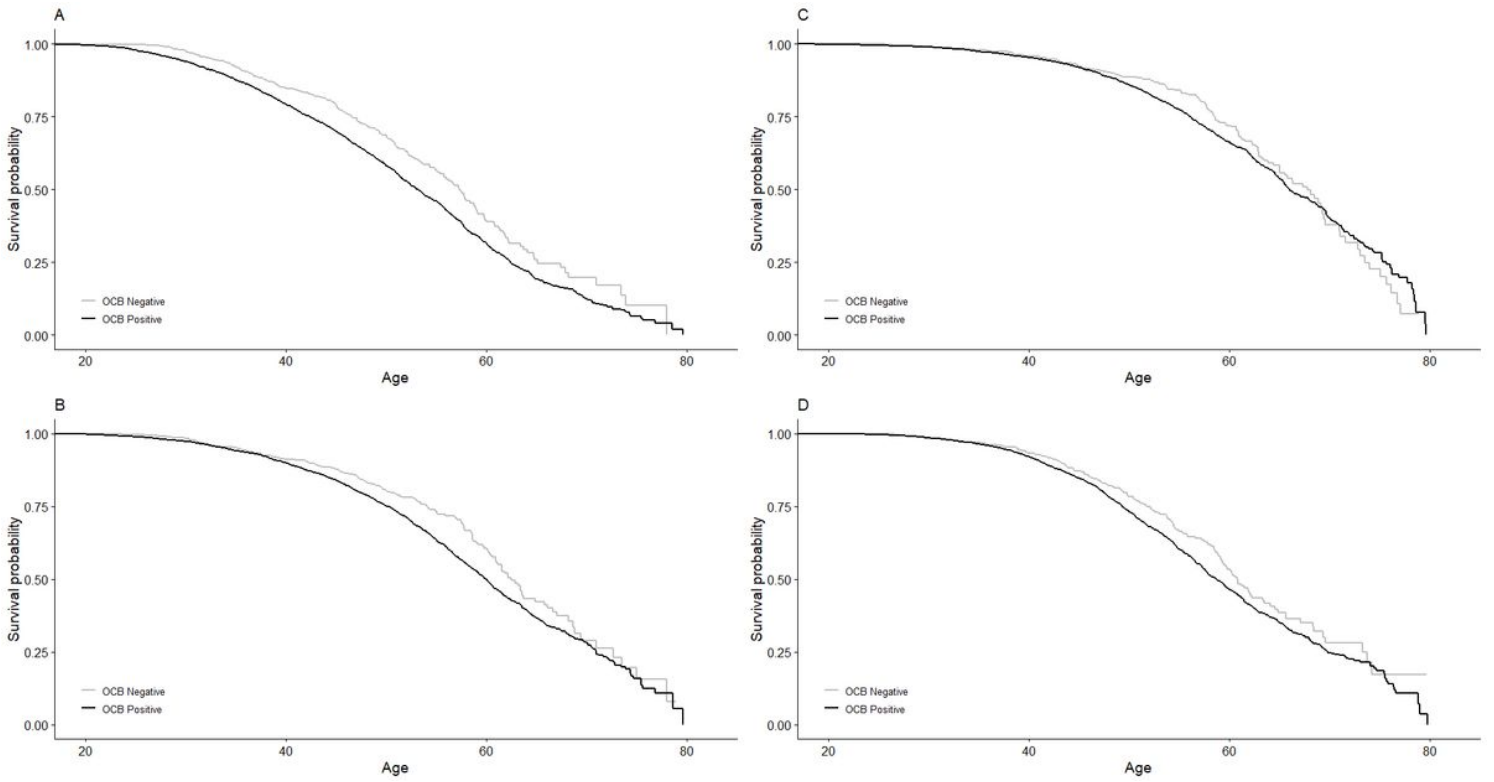 A
1.00
0.75
0.50
0.25
0.00
Survival probability
OCB Negative
OCB Positive
20 40 60 80
Age
B
1.00
0.75
0.50
0.25
0.00
Survival probability
OCB Negative
OCB Positive
20 40 60 80
Age
C
1.00
0.75
0.50
0.25
0.00
Survival probability
OCB Negative
OCB Positive
20 40 60 80
Age
D
1.00
0.75
0.50
0.25
0.00
Survival probability
OCB Negative
OCB Positive
20 40 60 80
Age